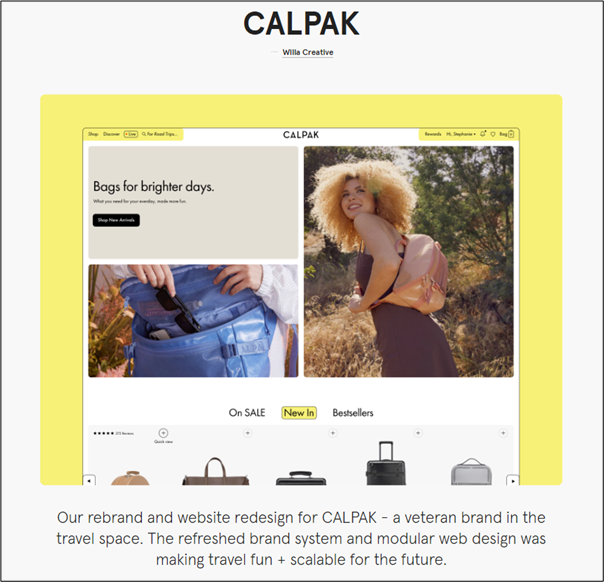 CALPAK
Willa Creative
Shop Discover Live For Road Trips...
CALPAK
Rewards Hi, Stephanie Bag
Bags for brighter days.
What you need for your everyday, made more fun.
Shop New Arrivals
On SALE New In Bestsellers
Reviews
Quick view
Our rebrand and website redesign for CALPAK - a veteran brand in the
travel space. The refreshed brand system and modular web design was
making travel fun + scalable for the future.